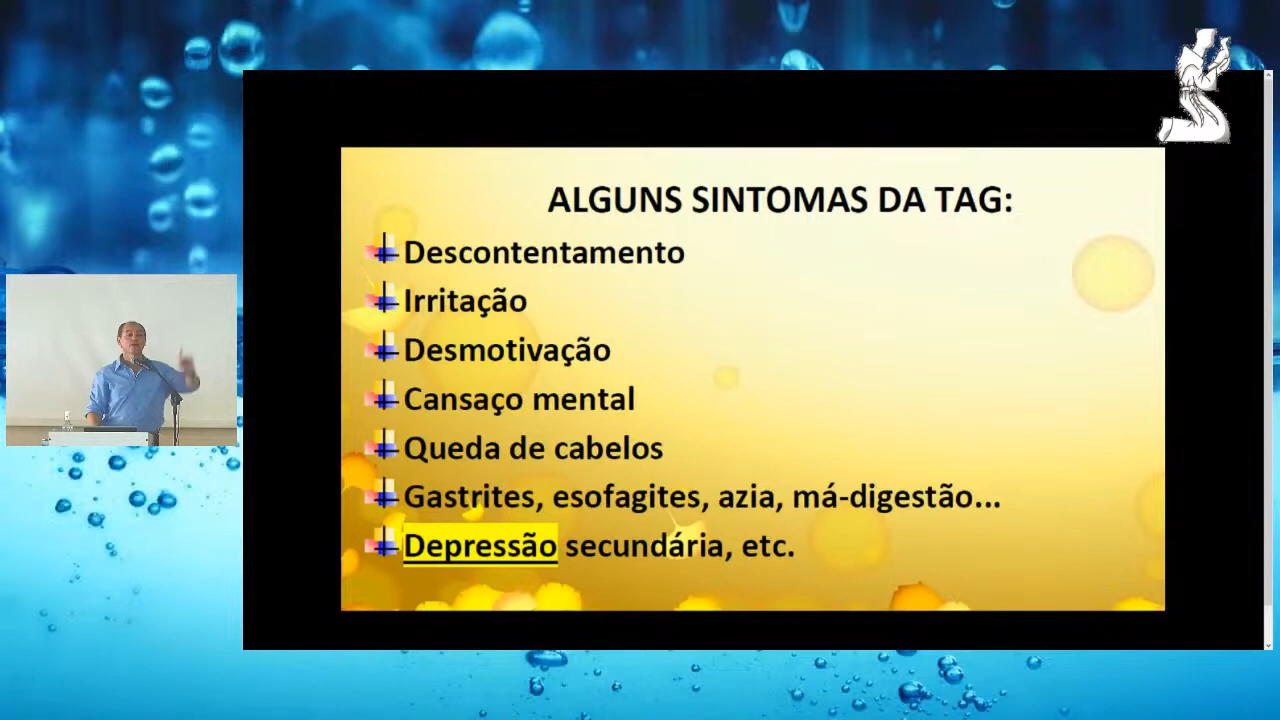 ALGUNS SINTOMAS DA TAG:
Descontentamento
Irritação
Desmotivação
Cansaço mental
Queda de cabelos
Gastrites, esofagites, azia, má-digestão...
Depressão secundária, etc.